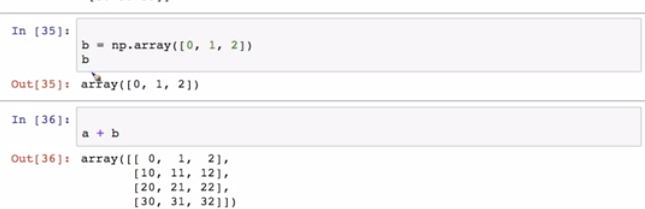 In [35]:
b = np.array([0, 1, 2])
b
Out[35]: array([0, 1, 2])
In [36]:
a + b
Out[36]: array([[ 0,  1,  2],
[10, 11, 12],
[20, 21, 22],
[30, 31, 32]])